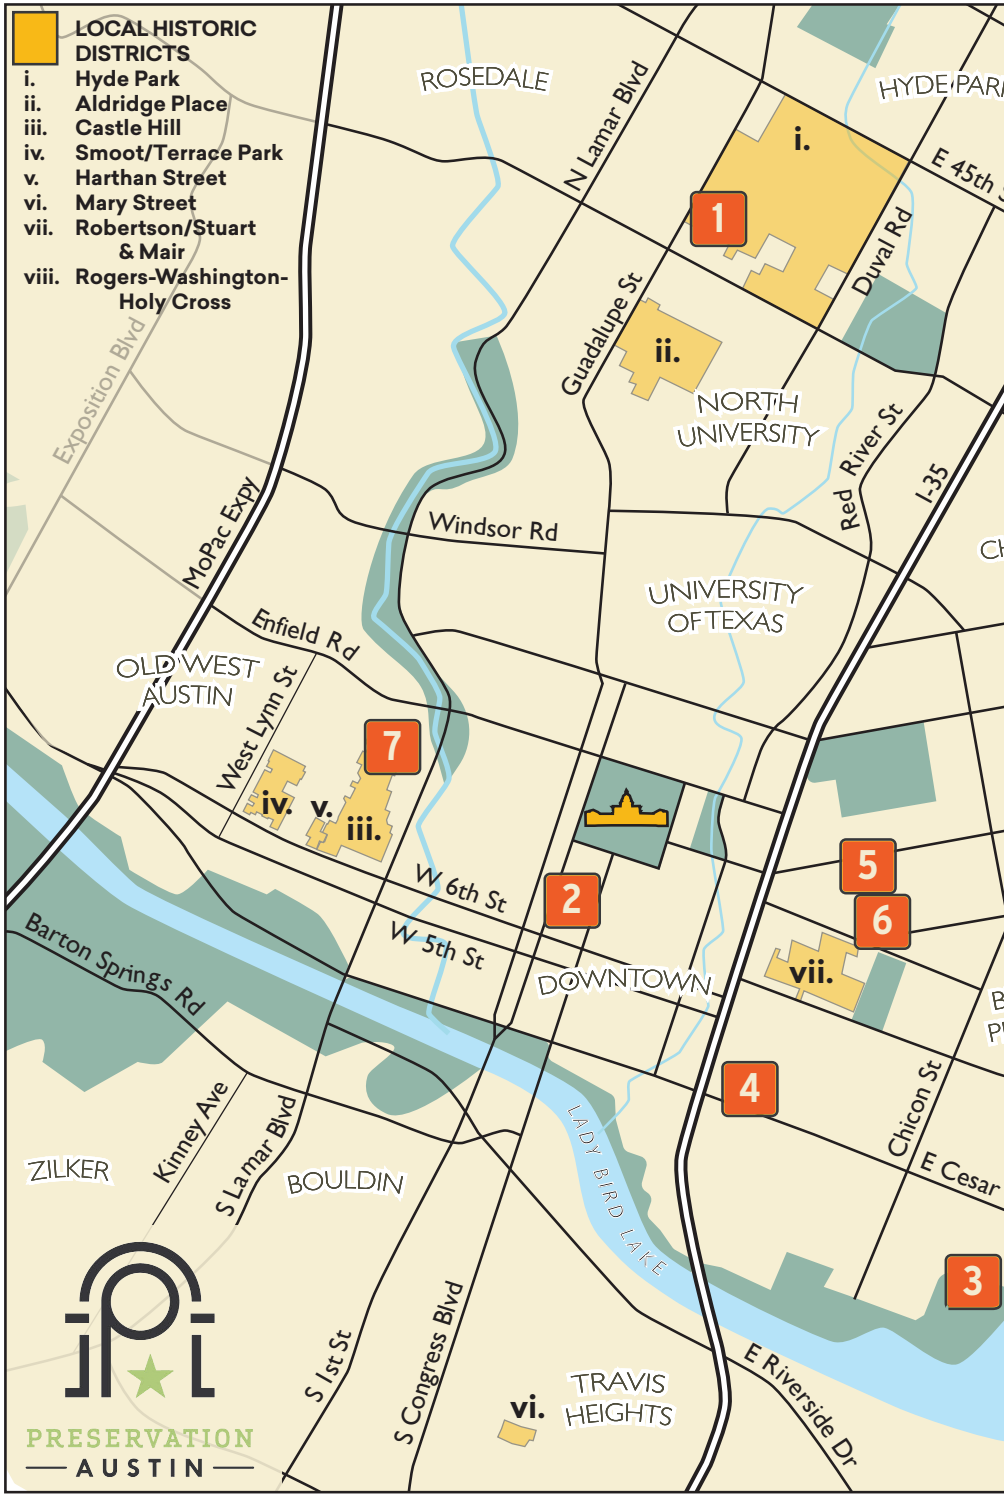 LOCAL HISTORIC
DISTRICTS
i. Hyde Park
ii. Aldridge Place
iii. Castle Hill
iv. Smoot/Terrace Park
v. Harthan Street
vi. Mary Street
vii. Robertson/Stuart
& Mair
viii. Rogers-Washington-
Holy Cross
ROSEDALE
HYDE PAR
N Lamar Blvd
i.
E 45th S
1
Duval Rd
Guadalupe St
ii.
Exposition Blvd
NORTH
UNIVERSITY
Red River St
I-35
MoPac Expy
Windsor Rd
CH
UNIVERSITY
OF TEXAS
Enfield Rd
OLD WEST
AUSTIN
West Lynn St
7
iv.
v.
iii.
5
W 6th St
2
6
W 5th St
Barton Springs Rd
DOWNTOWN
vii.
B
PL
4
Chicon St
Kinney Ave
S Lamar Blvd
LADY BIRD LAKE
ZILKER
BOULDIN
E Cesar
3
S 1st St
S Congress Blvd
E Riverside Dr
TRAVIS
HEIGHTS
vi.
PRESERVATION
AUSTIN